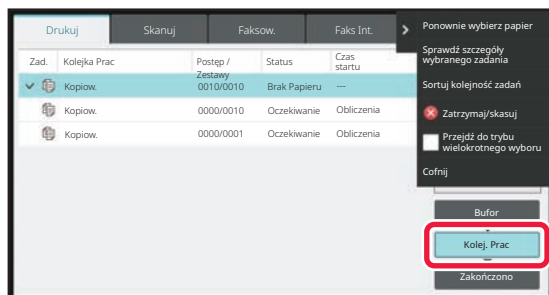 Drukuj
Skanuj
Faksow.
Faks Int.
Zad.
Kolejka Prac
Postęp /
Zestawy
Status
Czas
startu
Kopiow.
0010/0010
Brak Papieru
---
Kopiow.
0000/0010
Oczekiwanie
Obliczenia
Kopiow.
0000/0001
Oczekiwanie
Obliczenia
Ponownie wybierz papier
Sprawdź szczegóły
wybranego zadania
Sortuj kolejność zadań
Zatrzymaj/skasuj
Przejdź do trybu
wielokrotnego wyboru
Cofnij
Bufor
Kolej. Prac
Zakończono